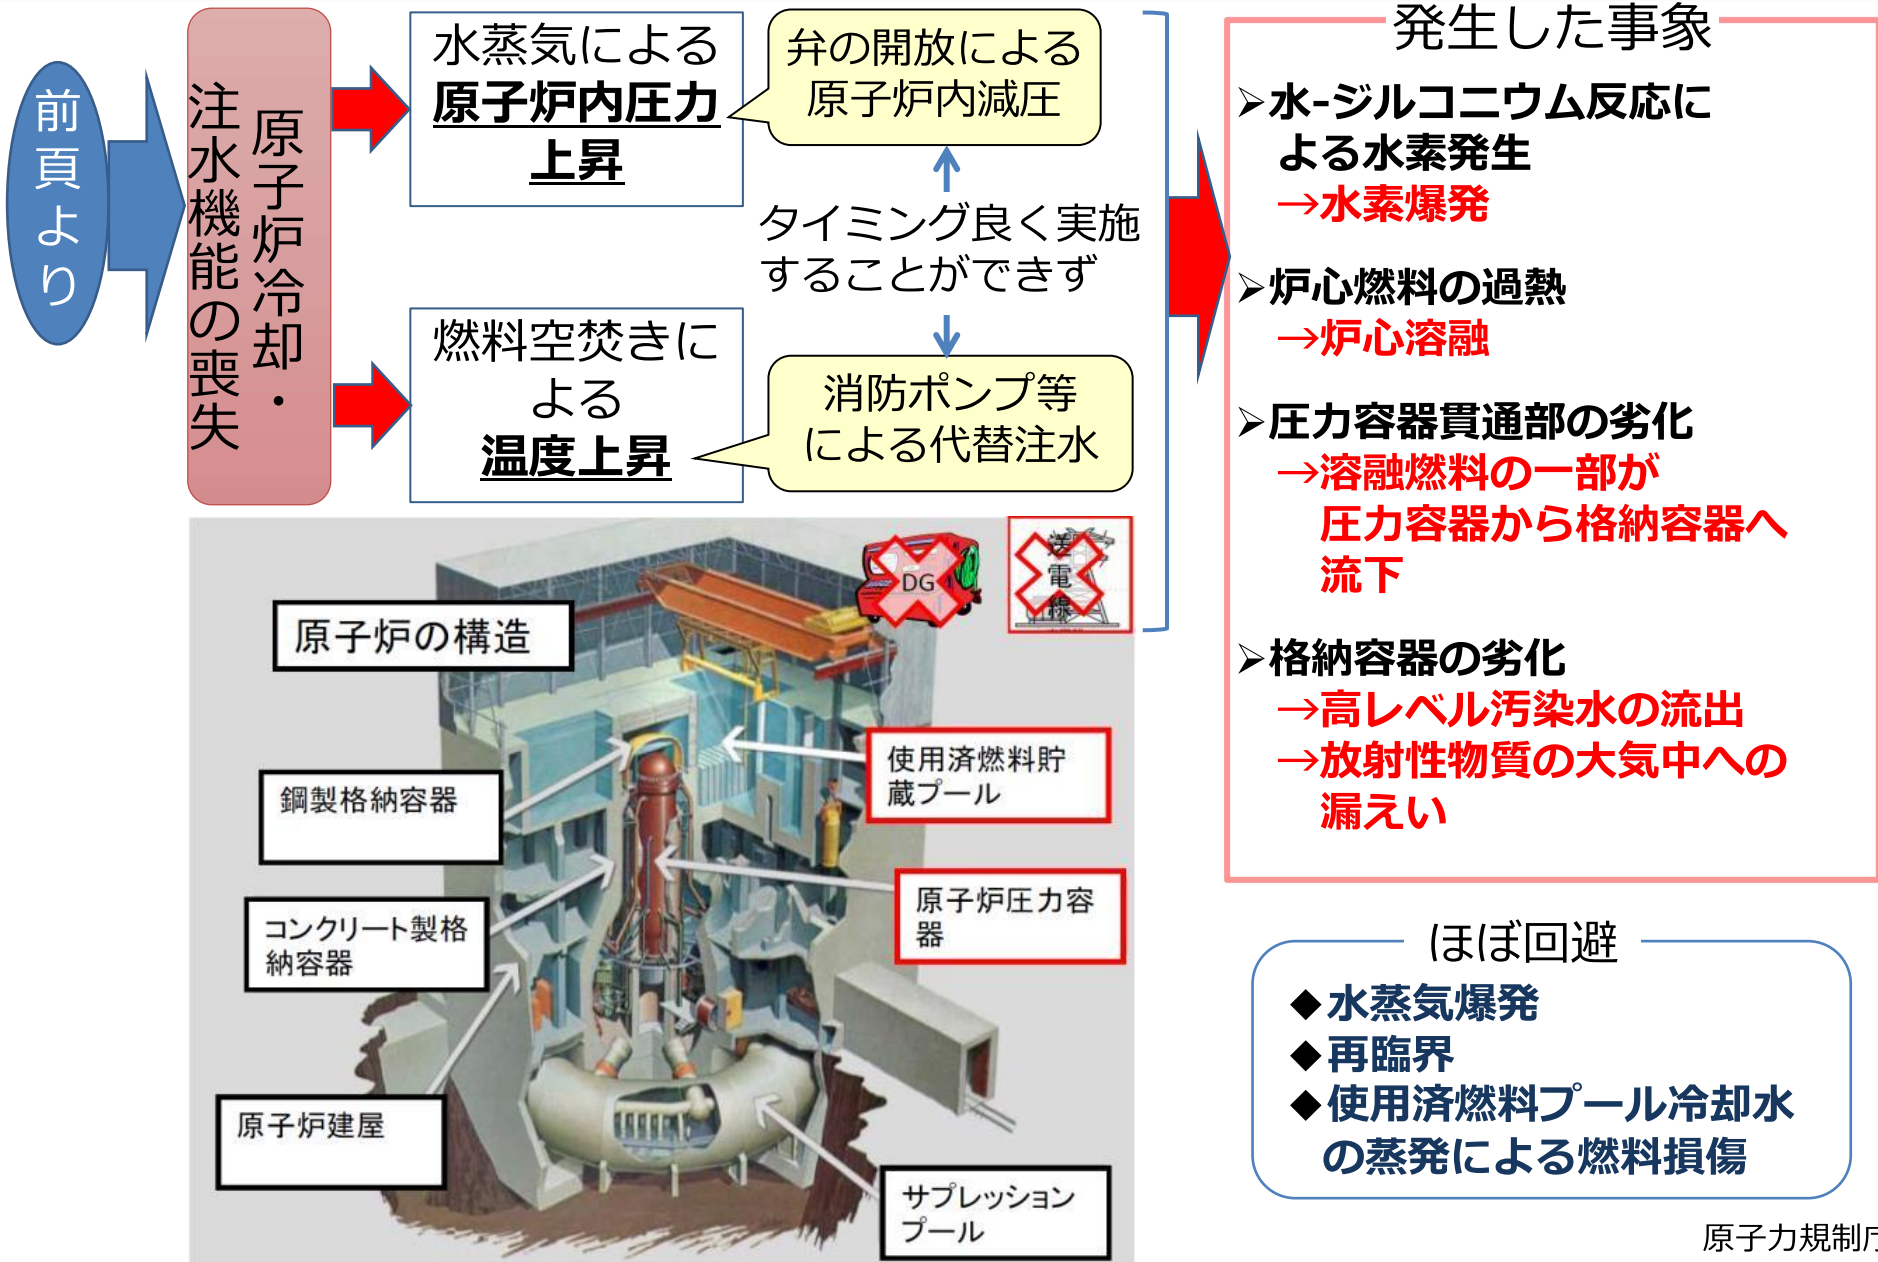 前頁より
原子炉冷却・
注水機能の喪失
水蒸気による
原子炉内圧力
上昇
弁の開放による
原子炉内減圧
タイミング良く実施
することができず
燃料空焚きに
よる
温度上昇
消防ポンプ等
による代替注水
発生した事象
➢水-ジルコニウム反応に
よる水素発生
→水素爆発
➢炉心燃料の過熱
→炉心溶融
➢圧力容器貫通部の劣化
→溶融燃料の一部が
圧力容器から格納容器へ
流下
➢格納容器の劣化
→高レベル汚染水の流出
→放射性物質の大気中への
漏えい
DG
送電線
原子炉の構造
鋼製格納容器
コンクリート製格
納容器
原子炉建屋
使用済燃料貯
蔵プール
原子炉圧力容
器
サプレッション
プール
ほぼ回避
◆水蒸気爆発
◆再臨界
◆使用済燃料プール冷却水
の蒸発による燃料損傷
原子力規制庁